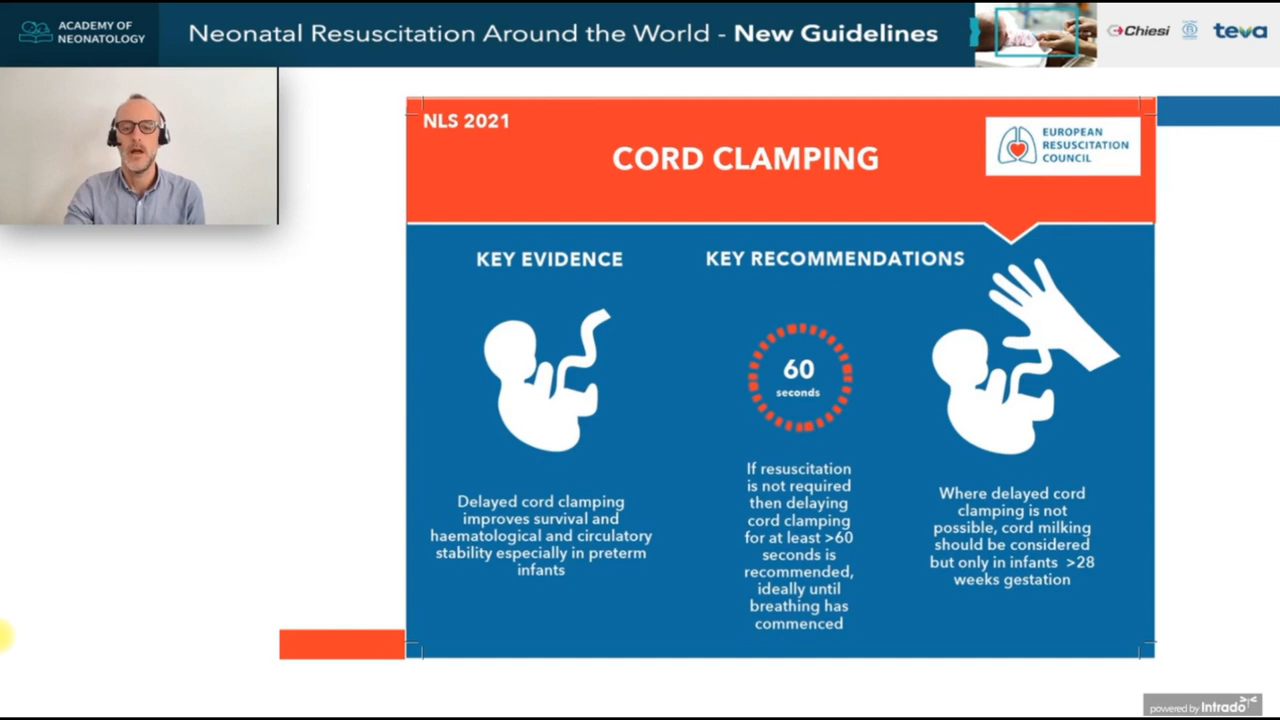 ACADEMY OF
NEONATOLOGY
Neonatal Resuscitation Around the World - New Guidelines
Chiesi
teva
NLS 2021
CORD CLAMPING
EUROPEAN
RESUSCITATION
COUNCIL
KEY EVIDENCE
KEY RECOMMENDATIONS
60
seconds
Delayed cord clamping
improves survival and
haematological and circulatory
stability especially in preterm
infants
If resuscitation
is not required
then delaying
cord clamping
for at least >60
seconds is
recommended,
ideally until
breathing has
commenced
Where delayed cord
clamping is not
possible, cord milking
should be considered
but only in infants >28
weeks gestation
powered by Intrado